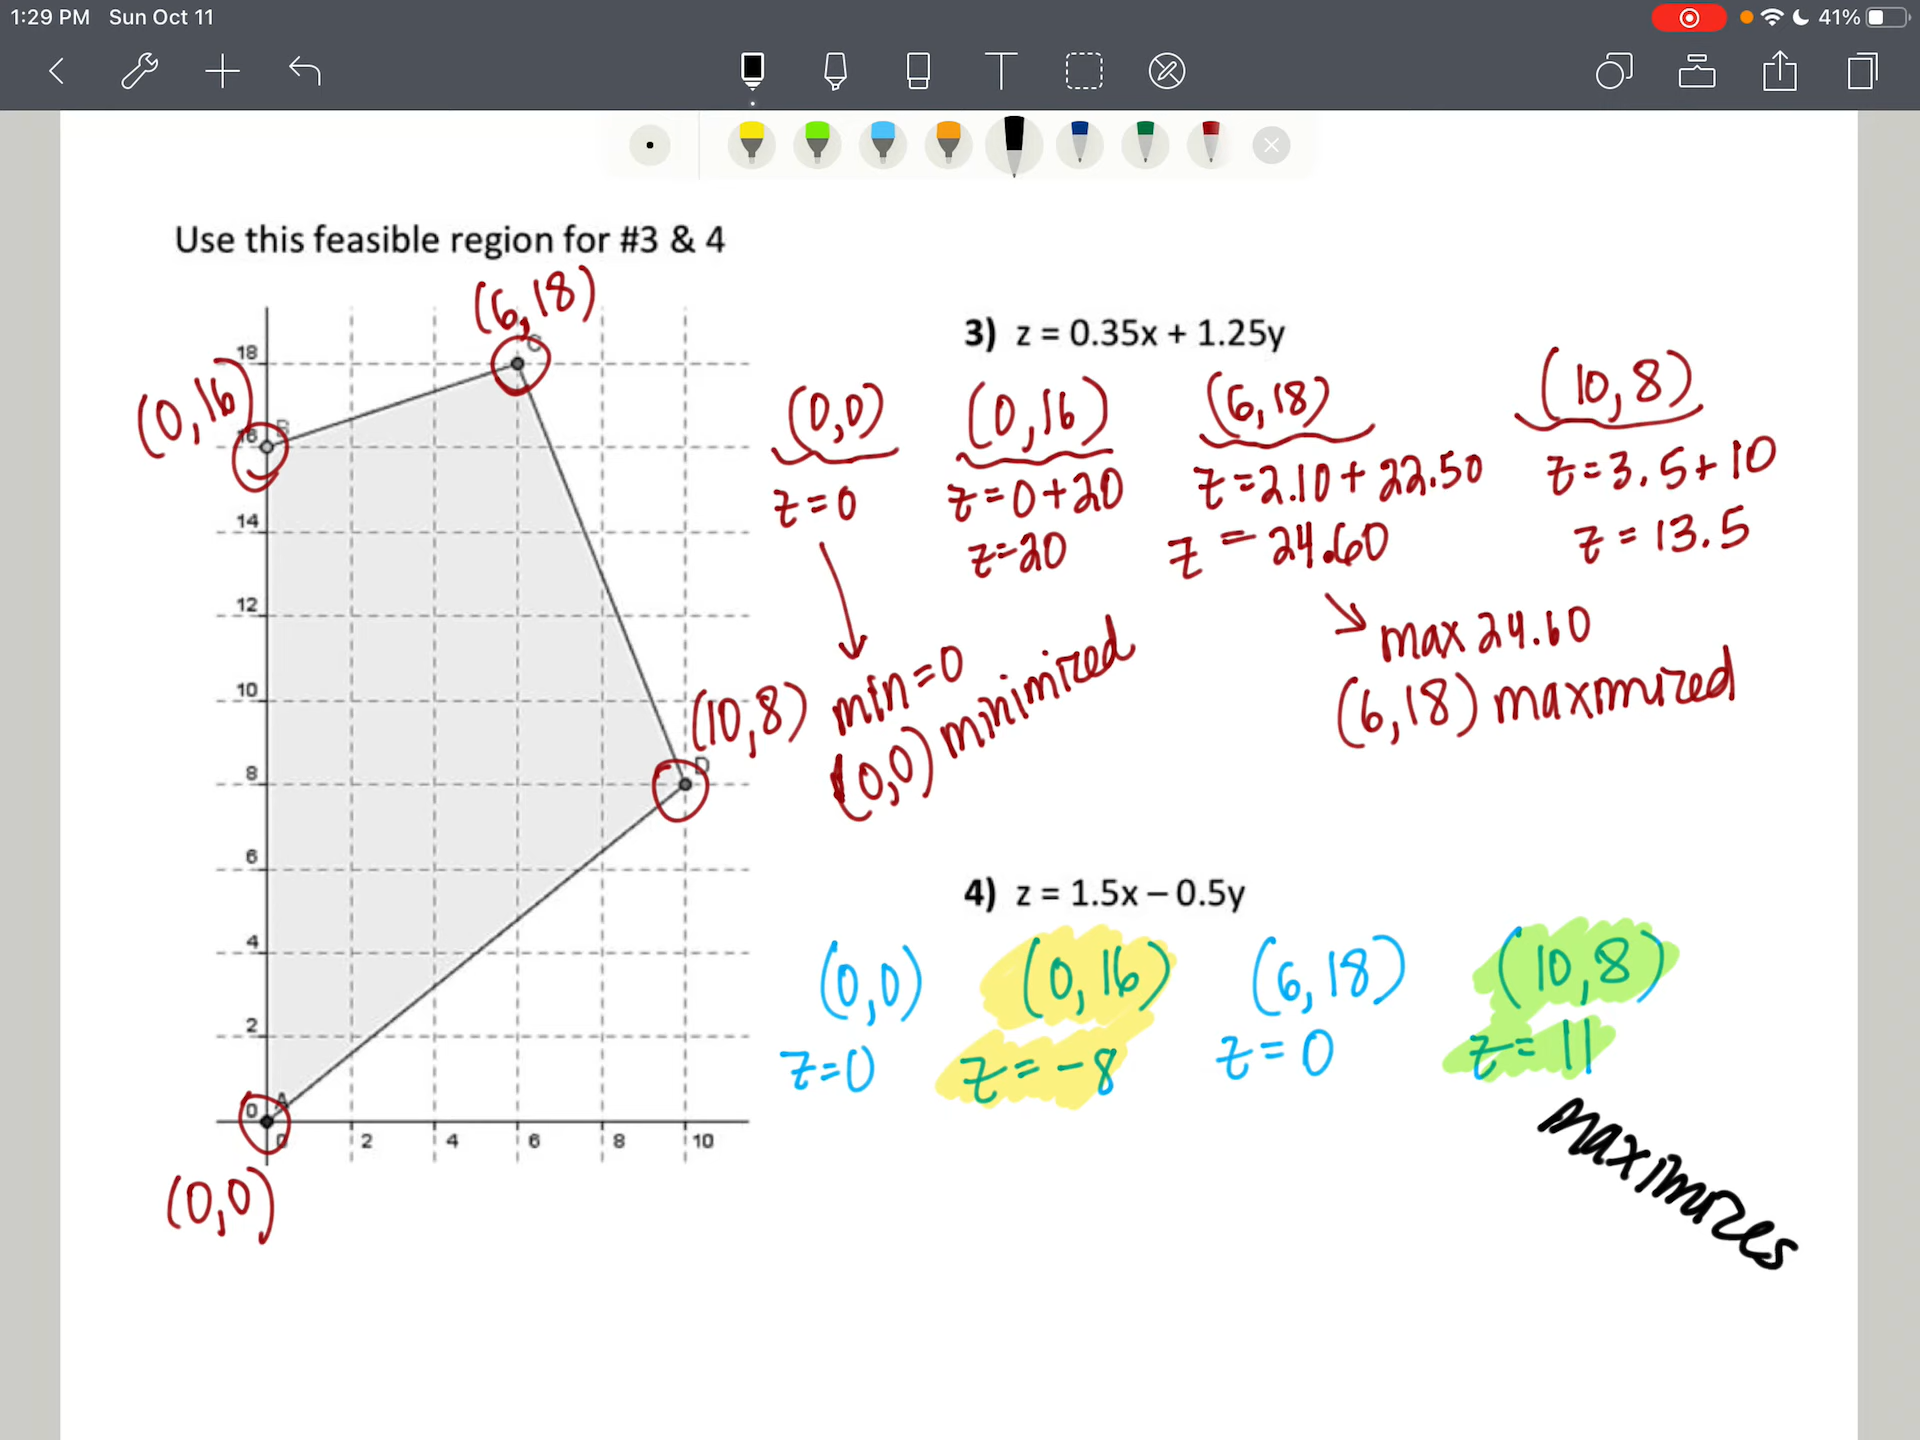 1:29 PM Sun Oct 11
41%
Use this feasible region for #3 & 4
(6,18)
C
18
(0,16)
B
16
14
12
10
(10,8)
D
8
6
4
2
A
0
0 2 4 6 8 10
(0,0)
3) z = 0.35x + 1.25y
(0,0) (0,16) (6,18) (10,8)
z=0 z=0+20 z=2.10+22.50 z=3.5+10
z=20 z=24.60 z=13.5
min=0
(0,0) minimized
max 24.60
(6,18) maxmized
4) z = 1.5x – 0.5y
(0,0) (0,16) (6,18) (10,8)
z=0 z=-8 z=0 z=11
maximizes